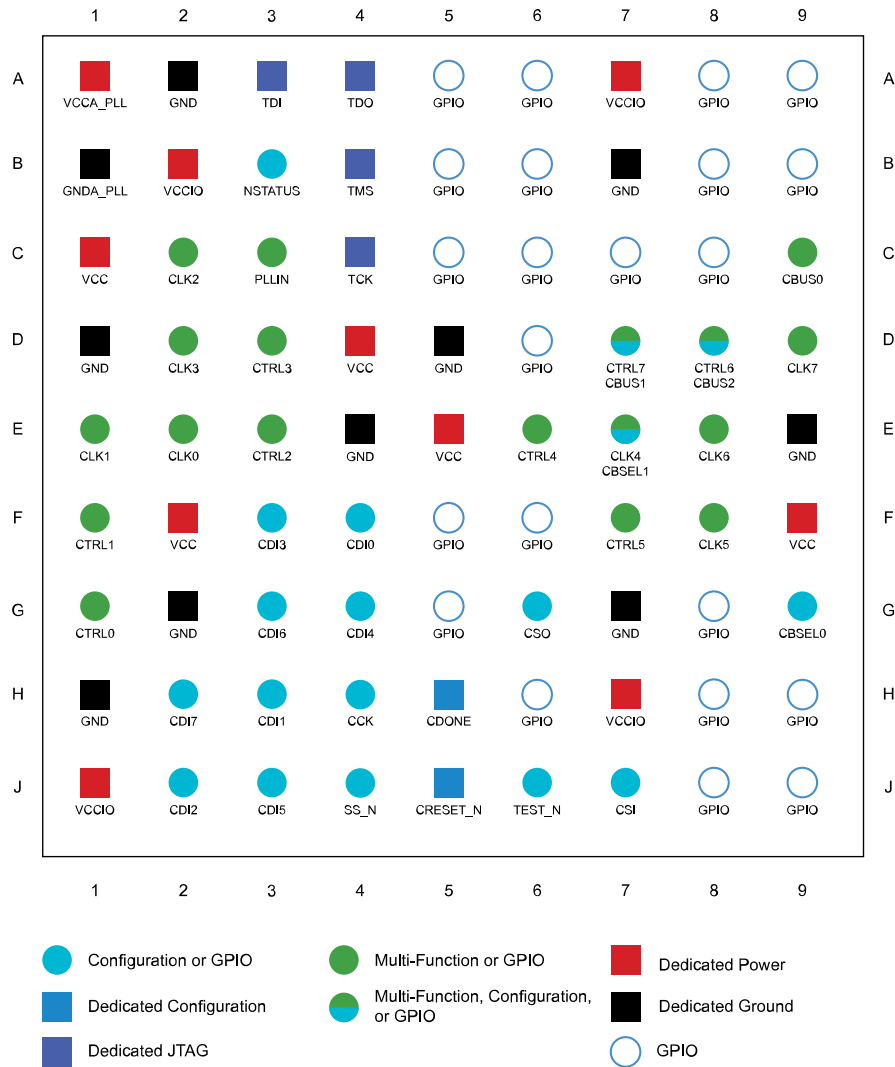 1 2 3 4 5 6 7 8 9
A A
VCCA_PLL GND TDI TDO GPIO GPIO VCCIO GPIO GPIO
B B
GNDA_PLL VCCIO NSTATUS TMS GPIO GPIO GND GPIO GPIO
C C
VCC CLK2 PLLIN TCK GPIO GPIO GPIO GPIO CBUS0
D D
GND CLK3 CTRL3 VCC GND GPIO CTRL7 CTRL6 CLK7
CBUS1 CBUS2
E E
CLK1 CLK0 CTRL2 GND VCC CTRL4 CLK4 CLK6 GND
CBSEL1
F F
CTRL1 VCC CDI3 CDI0 GPIO GPIO CTRL5 CLK5 VCC
G G
CTRL0 GND CDI6 CDI4 GPIO CSO GND GPIO CBSEL0
H H
GND CDI7 CDI1 CCK CDONE GPIO VCCIO GPIO GPIO
J J
VCCIO CDI2 CDI5 SS_N CRESET_N TEST_N CSI GPIO GPIO
1 2 3 4 5 6 7 8 9
Configuration or GPIO
Multi-Function or GPIO
Dedicated Power
Dedicated Configuration
Multi-Function, Configuration,
or GPIO
Dedicated Ground
Dedicated JTAG
GPIO